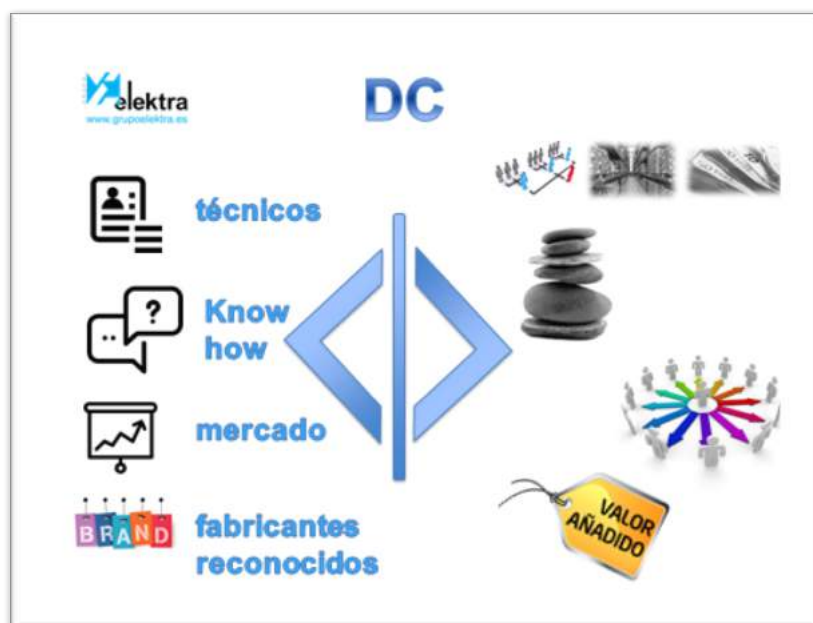 elektra
www.grupoelektra.es
DC
técnicos
?
Know
how
mercado
BRAND
fabricantes
reconocidos
VALOR
AÑADIDO